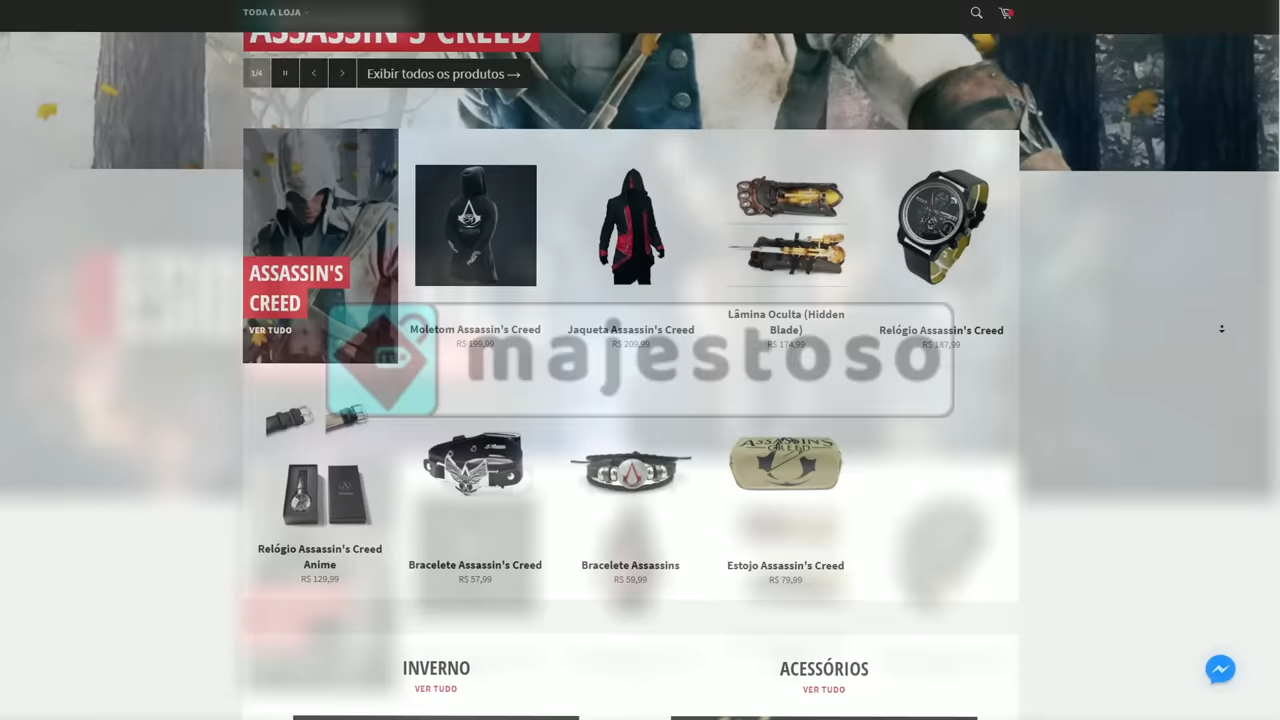 TODA A LOJA
ASSASSIN'S CREED
1/4
Exibir todos os produtos →
ASSASSIN'S
CREED
VER TUDO
Moletom Assassin's Creed
R$ 199,99
Jaqueta Assassin's Creed
R$ 209,99
Lâmina Oculta (Hidden
Blade)
R$ 174,99
Relógio Assassin's Creed
R$ 187,99
m
majestoso
Relógio Assassin's Creed
Anime
R$ 129,99
Bracelete Assassin's Creed
R$ 57,99
Bracelete Assassins
R$ 59,99
ASSASSIN'S
CREED
Estojo Assassin's Creed
R$ 79,99
INVERNO
VER TUDO
ACESSÓRIOS
VER TUDO